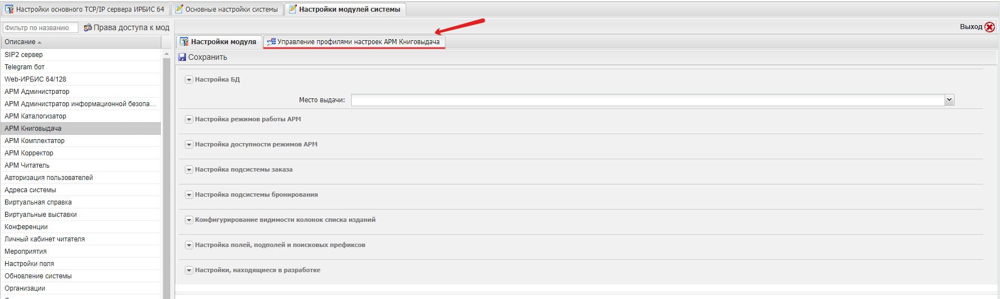 Настройки основного TCP/IP сервера ИРБИС 64
Основные настройки системы
Настройки модулей системы
Фильтр по названию
Права доступа к мод
Выход
Описание
Настройки модуля
Управление профилями настроек АРМ Книговыдача
Сохранить
SIP2 сервер
Telegram бот
Web-ИРБИС 64/128
АРМ Администратор
АРМ Администратор информационной безопа...
АРМ Каталогизатор
АРМ Книговыдача
АРМ Комплектатор
АРМ Корректор
АРМ Читатель
Авторизация пользователей
Адреса системы
Виртуальная справка
Виртуальные выставки
Конференции
Личный кабинет читателя
Мероприятия
Настройки поля
Обновление системы
Организации
Настройка БД
Место выдачи:
Настройка режимов работы АРМ
Настройка доступности режимов АРМ
Настройка подсистемы заказа
Настройка подсистемы бронирования
Конфигурирование видимости колонок списка изданий
Настройка полей, подполей и поисковых префиксов
Настройки, находящиеся в разработке